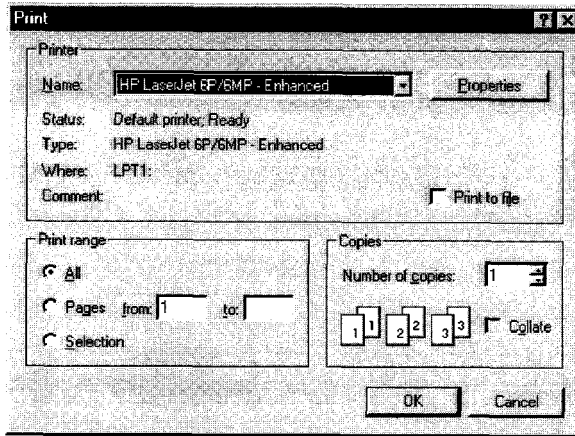 Print
Printer
Name: HP LaserJet 6P/6MP - Enhanced Properties
Status: Default printer; Ready
Type: HP LaserJet 6P/6MP - Enhanced
Where: LPT1:
Comment: Print to file
Print range
All
Pages from: 1 to:
Selection
Copies
Number of copies: 1
1 1 2 2 3 3 Collate
OK Cancel